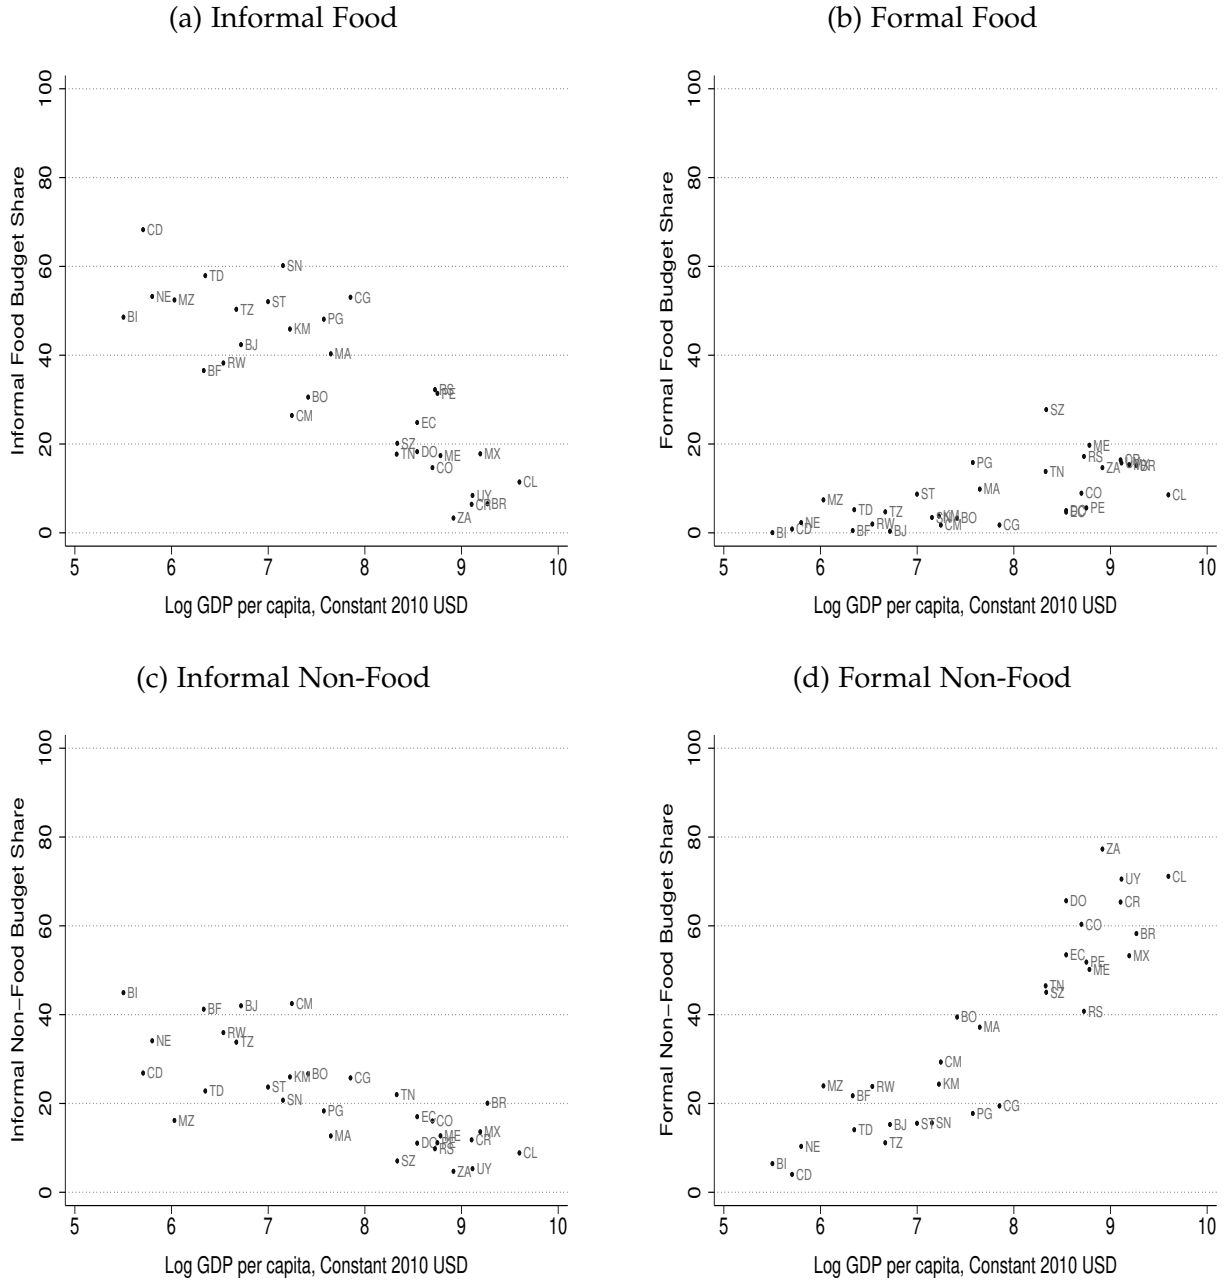 (a) Informal Food
Informal Food Budget Share
100
80
60
40
20
0
CD
SN
TD
NE
MZ
ST
CG
TZ
BI
PG
KM
BJ
MA
RW
BF
RS
PE
BO
CM
EC
SZ
DO
TN
ME
MX
CO
CL
UY
CR
BR
ZA
5 6 7 8 9 10
Log GDP per capita, Constant 2010 USD
(b) Formal Food
Formal Food Budget Share
100
80
60
40
20
0
SZ
ME
RS
PG
CR
ZA
MX
BR
TN
MA
CO
ST
CL
MZ
PE
TD
TZ
EC
DO
KM
SN
BO
NE
RW
CM
CG
CD
BF
BJ
BI
5 6 7 8 9 10
Log GDP per capita, Constant 2010 USD
(c) Informal Non-Food
Informal Non−Food Budget Share
100
80
60
40
20
0
BI
CM
BJ
BF
RW
NE
TZ
CD
BO
KM
CG
ST
TD
TN
SN
BR
PG
EC
MZ
CO
MX
ME
MA
CR
DO
PE
RS
CL
SZ
UY
ZA
5 6 7 8 9 10
Log GDP per capita, Constant 2010 USD
(d) Formal Non-Food
Formal Non−Food Budget Share
100
80
60
40
20
0
ZA
CL
UY
DO
CR
CO
BR
EC
MX
PE
ME
TN
SZ
RS
BO
MA
CM
KM
MZ
RW
BF
CG
PG
ST
SN
BJ
TD
TZ
NE
BI
CD
5 6 7 8 9 10
Log GDP per capita, Constant 2010 USD